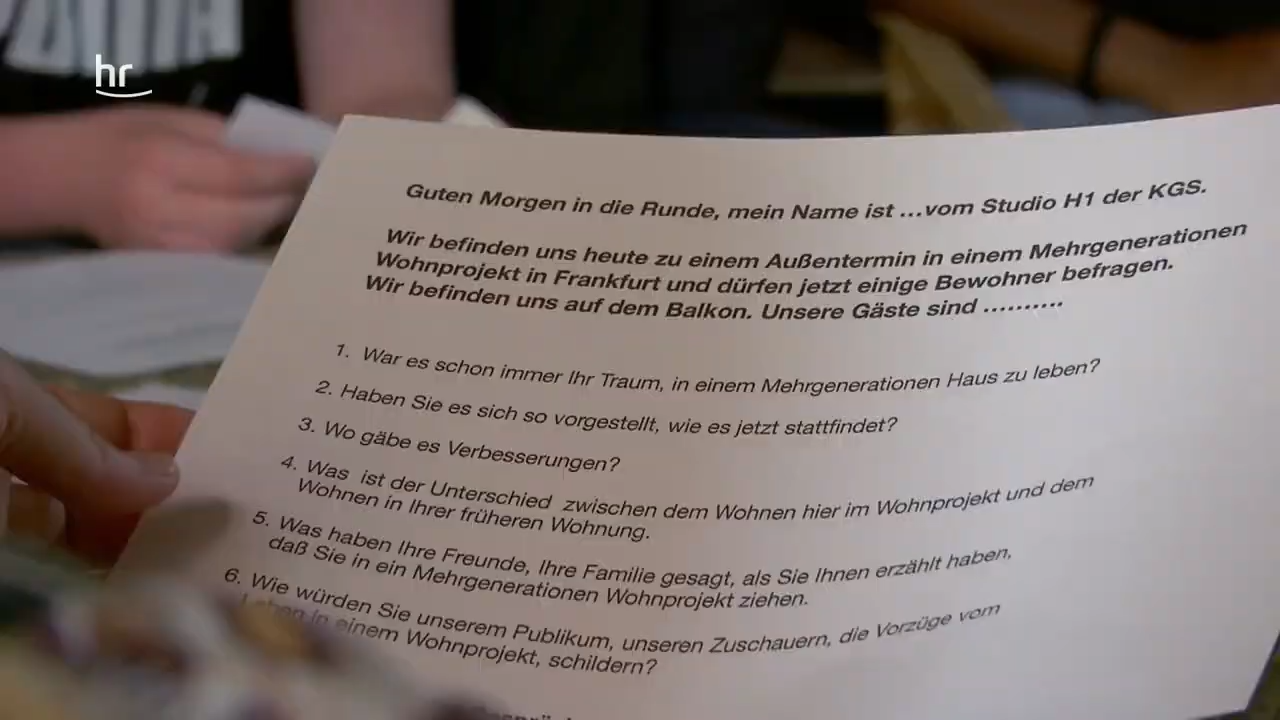 hr
Guten Morgen in die Runde, mein Name ist ...vom Studio H1 der KGS.
Wir befinden uns heute zu einem Außentermin in einem Mehrgenerationen
Wohnprojekt in Frankfurt und dürfen jetzt einige Bewohner befragen.
Wir befinden uns auf dem Balkon. Unsere Gäste sind ..........
1. War es schon immer Ihr Traum, in einem Mehrgenerationen Haus zu leben?
2. Haben Sie es sich so vorgestellt, wie es jetzt stattfindet?
3. Wo gäbe es Verbesserungen?
4. Was ist der Unterschied zwischen dem Wohnen hier im Wohnprojekt und dem
Wohnen in Ihrer früheren Wohnung.
5. Was haben Ihre Freunde, Ihre Familie gesagt, als Sie Ihnen erzählt haben,
daß Sie in ein Mehrgenerationen Wohnprojekt ziehen.
6. Wie würden Sie unserem Publikum, unseren Zuschauern, die Vorzüge vom
Leben in einem Wohnprojekt, schildern?